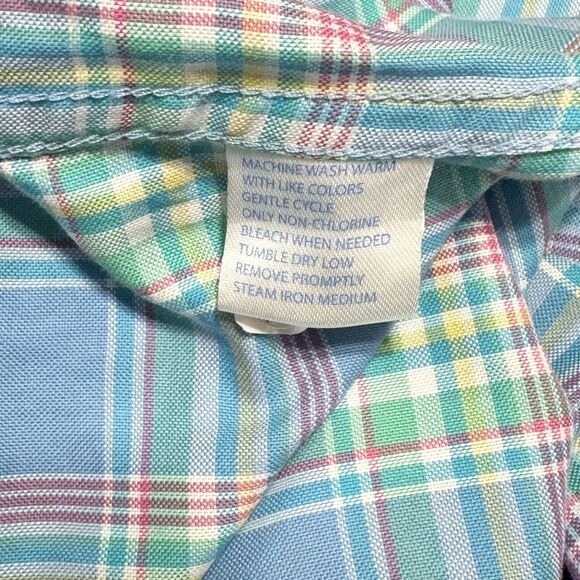 MACHINE WASH WARM
WITH LIKE COLORS
GENTLE CYCLE
ONLY NON-CHLORINE
BLEACH WHEN NEEDED
TUMBLE DRY LOW
REMOVE PROMPTLY
STEAM IRON MEDIUM